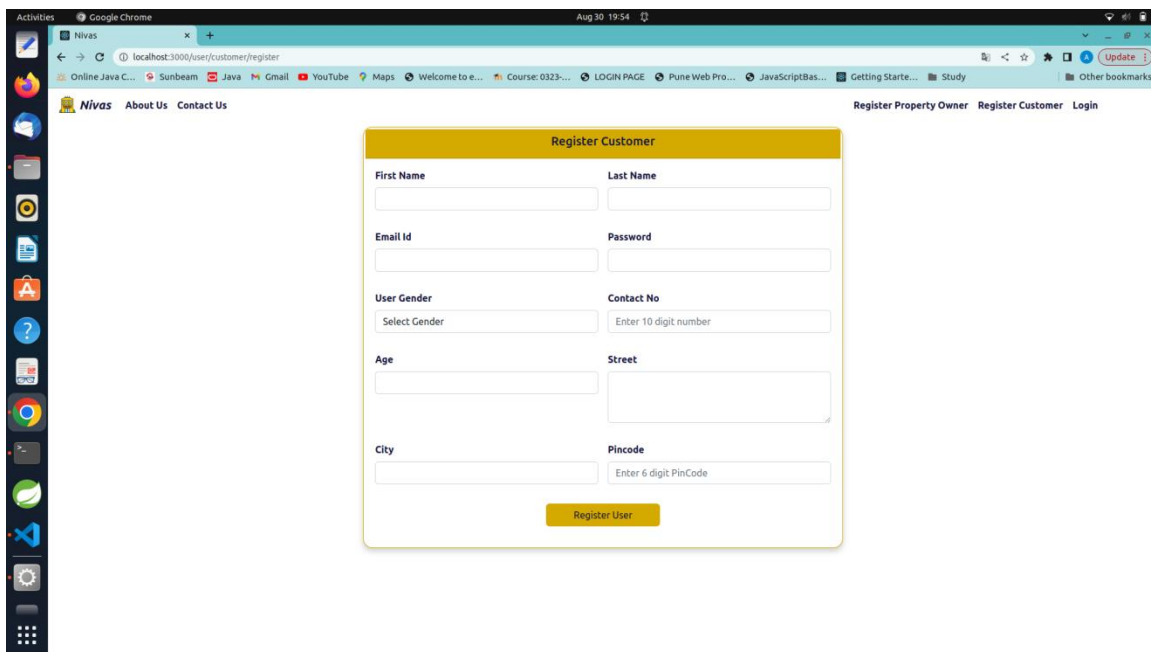 Activities Google Chrome Aug 30 19:54
Nivas
localhost:3000/user/customer/register Update
Online Java C... Sunbeam Java Gmail YouTube Maps Welcome to e... Course: 0323-... LOGIN PAGE Pune Web Pro... JavaScriptBas... Getting Starte... Study Other bookmarks
Nivas About Us Contact Us Register Property Owner Register Customer Login
Register Customer
First Name Last Name
Email Id Password
User Gender Contact No
Select Gender Enter 10 digit number
Age Street
City Pincode
Enter 6 digit PinCode
Register User